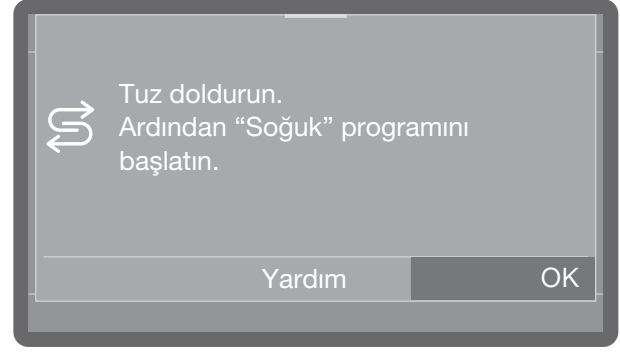 Tuz doldurun.
Ardından “Soğuk” programını
başlatın.
Yardım
OK